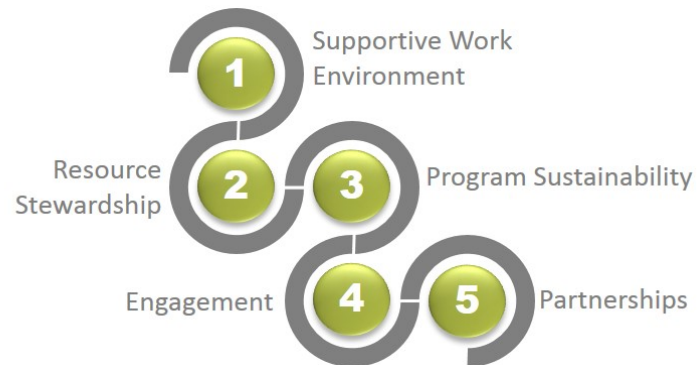 1
Supportive Work
Environment
Resource
Stewardship
2
3
Program Sustainability
Engagement
4
5
Partnerships